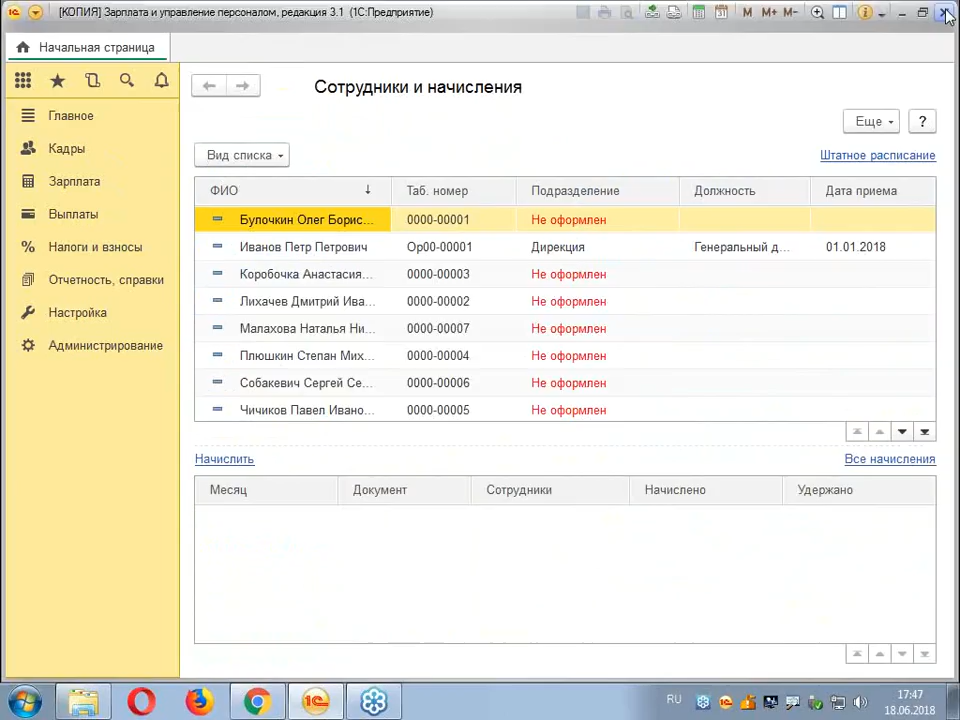 [КОПИЯ] Зарплата и управление персоналом, редакция 3.1 (1С:Предприятие)
M M+ M-
Начальная страница
Главное
Кадры
Зарплата
Выплаты
Налоги и взносы
Отчетность, справки
Настройка
Администрирование
Сотрудники и начисления
Еще ?
Вид списка
Штатное расписание
ФИО Таб. номер Подразделение Должность Дата приема
Булочкин Олег Борис... 0000-00001 Не оформлен
Иванов Петр Петрович Ор00-00001 Дирекция Генеральный д... 01.01.2018
Коробочка Анастасия... 0000-00003 Не оформлен
Лихачев Дмитрий Ива... 0000-00002 Не оформлен
Малахова Наталья Ни... 0000-00007 Не оформлен
Плюшкин Степан Мих... 0000-00004 Не оформлен
Собакевич Сергей Се... 0000-00006 Не оформлен
Чичиков Павел Ивано... 0000-00005 Не оформлен
Начислить Все начисления
Месяц Документ Сотрудники Начислено Удержано
RU
17:47
18.06.2018